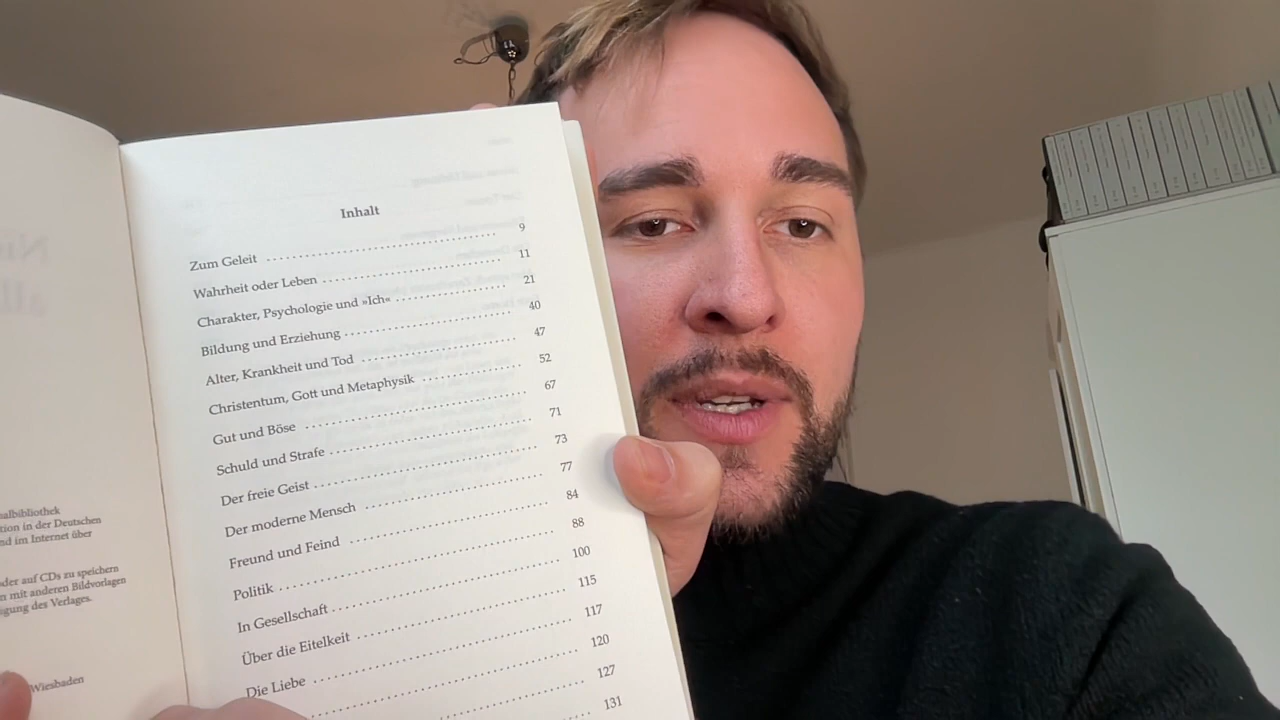 albibliothek
tion in der Deutschen
nd im Internet über
oder auf CDs zu speichern
n mit anderen Bildvorlagen
igung des Verlages.
Wiesbaden
Inhalt
Zum Geleit 9
Wahrheit oder Leben 11
Charakter, Psychologie und »Ich« 21
Bildung und Erziehung 40
Alter, Krankheit und Tod 47
Christentum, Gott und Metaphysik 52
Gut und Böse 67
Schuld und Strafe 71
Der freie Geist 73
Der moderne Mensch 77
Freund und Feind 84
Politik 88
In Gesellschaft 100
Über die Eitelkeit 115
Die Liebe 117
120
127
131